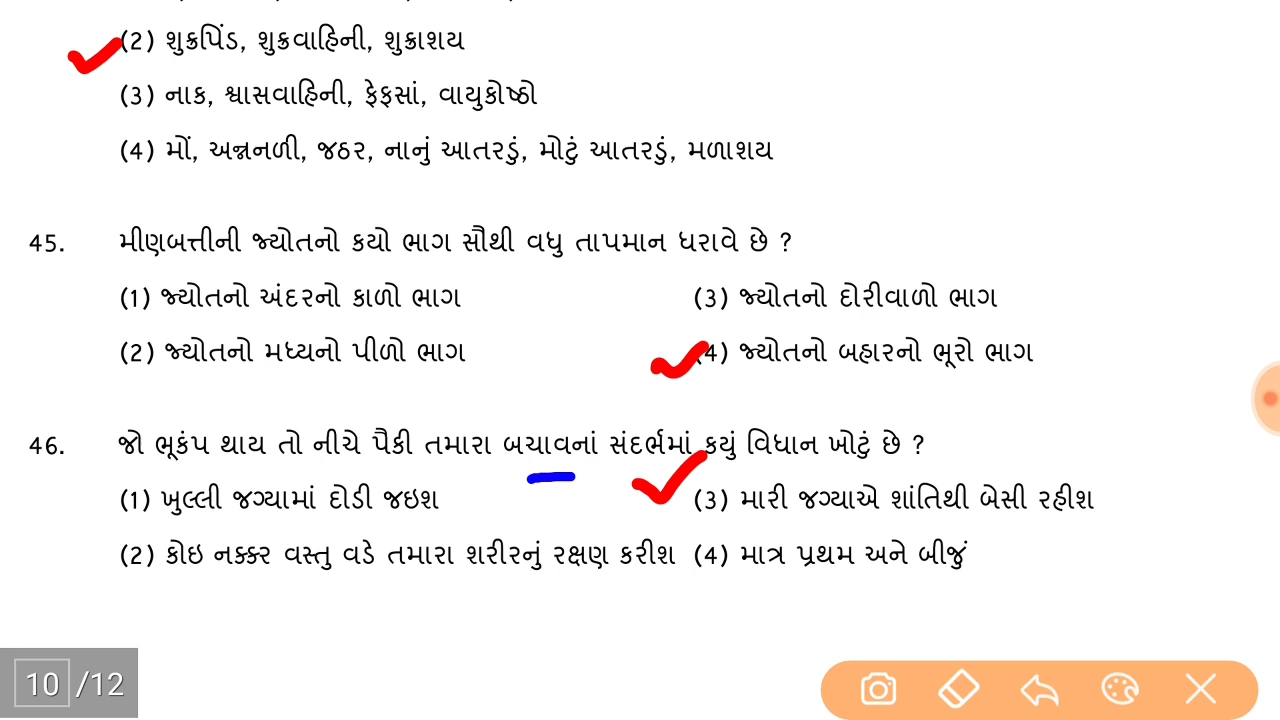 (2) શુક્રપિંડ, શુક્રવાહિની, શુક્રાશય
(3) નાક, શ્વાસવાહિની, ફેફસાં, વાયુકોષ્ઠો
(4) મોં, અન્નનળી, જઠર, નાનું આતરડું, મોટું આતરડું, મળાશય
45. મીણબત્તીની જ્યોતનો કયો ભાગ સૌથી વધુ તાપમાન ધરાવે છે ?
(1) જ્યોતનો અંદરનો કાળો ભાગ (3) જ્યોતનો દોરીવાળો ભાગ
(2) જ્યોતનો મધ્યનો પીળો ભાગ (4) જ્યોતનો બહારનો ભૂરો ભાગ
46. જો ભૂકંપ થાય તો નીચે પૈકી તમારા બચાવનાં સંદર્ભમાં કયું વિધાન ખોટું છે ?
(1) ખુલ્લી જગ્યામાં દોડી જઇશ (3) મારી જગ્યાએ શાંતિથી બેસી રહીશ
(2) કોઇ નક્કર વસ્તુ વડે તમારા શરીરનું રક્ષણ કરીશ (4) માત્ર પ્રથમ અને બીજું
10 /12